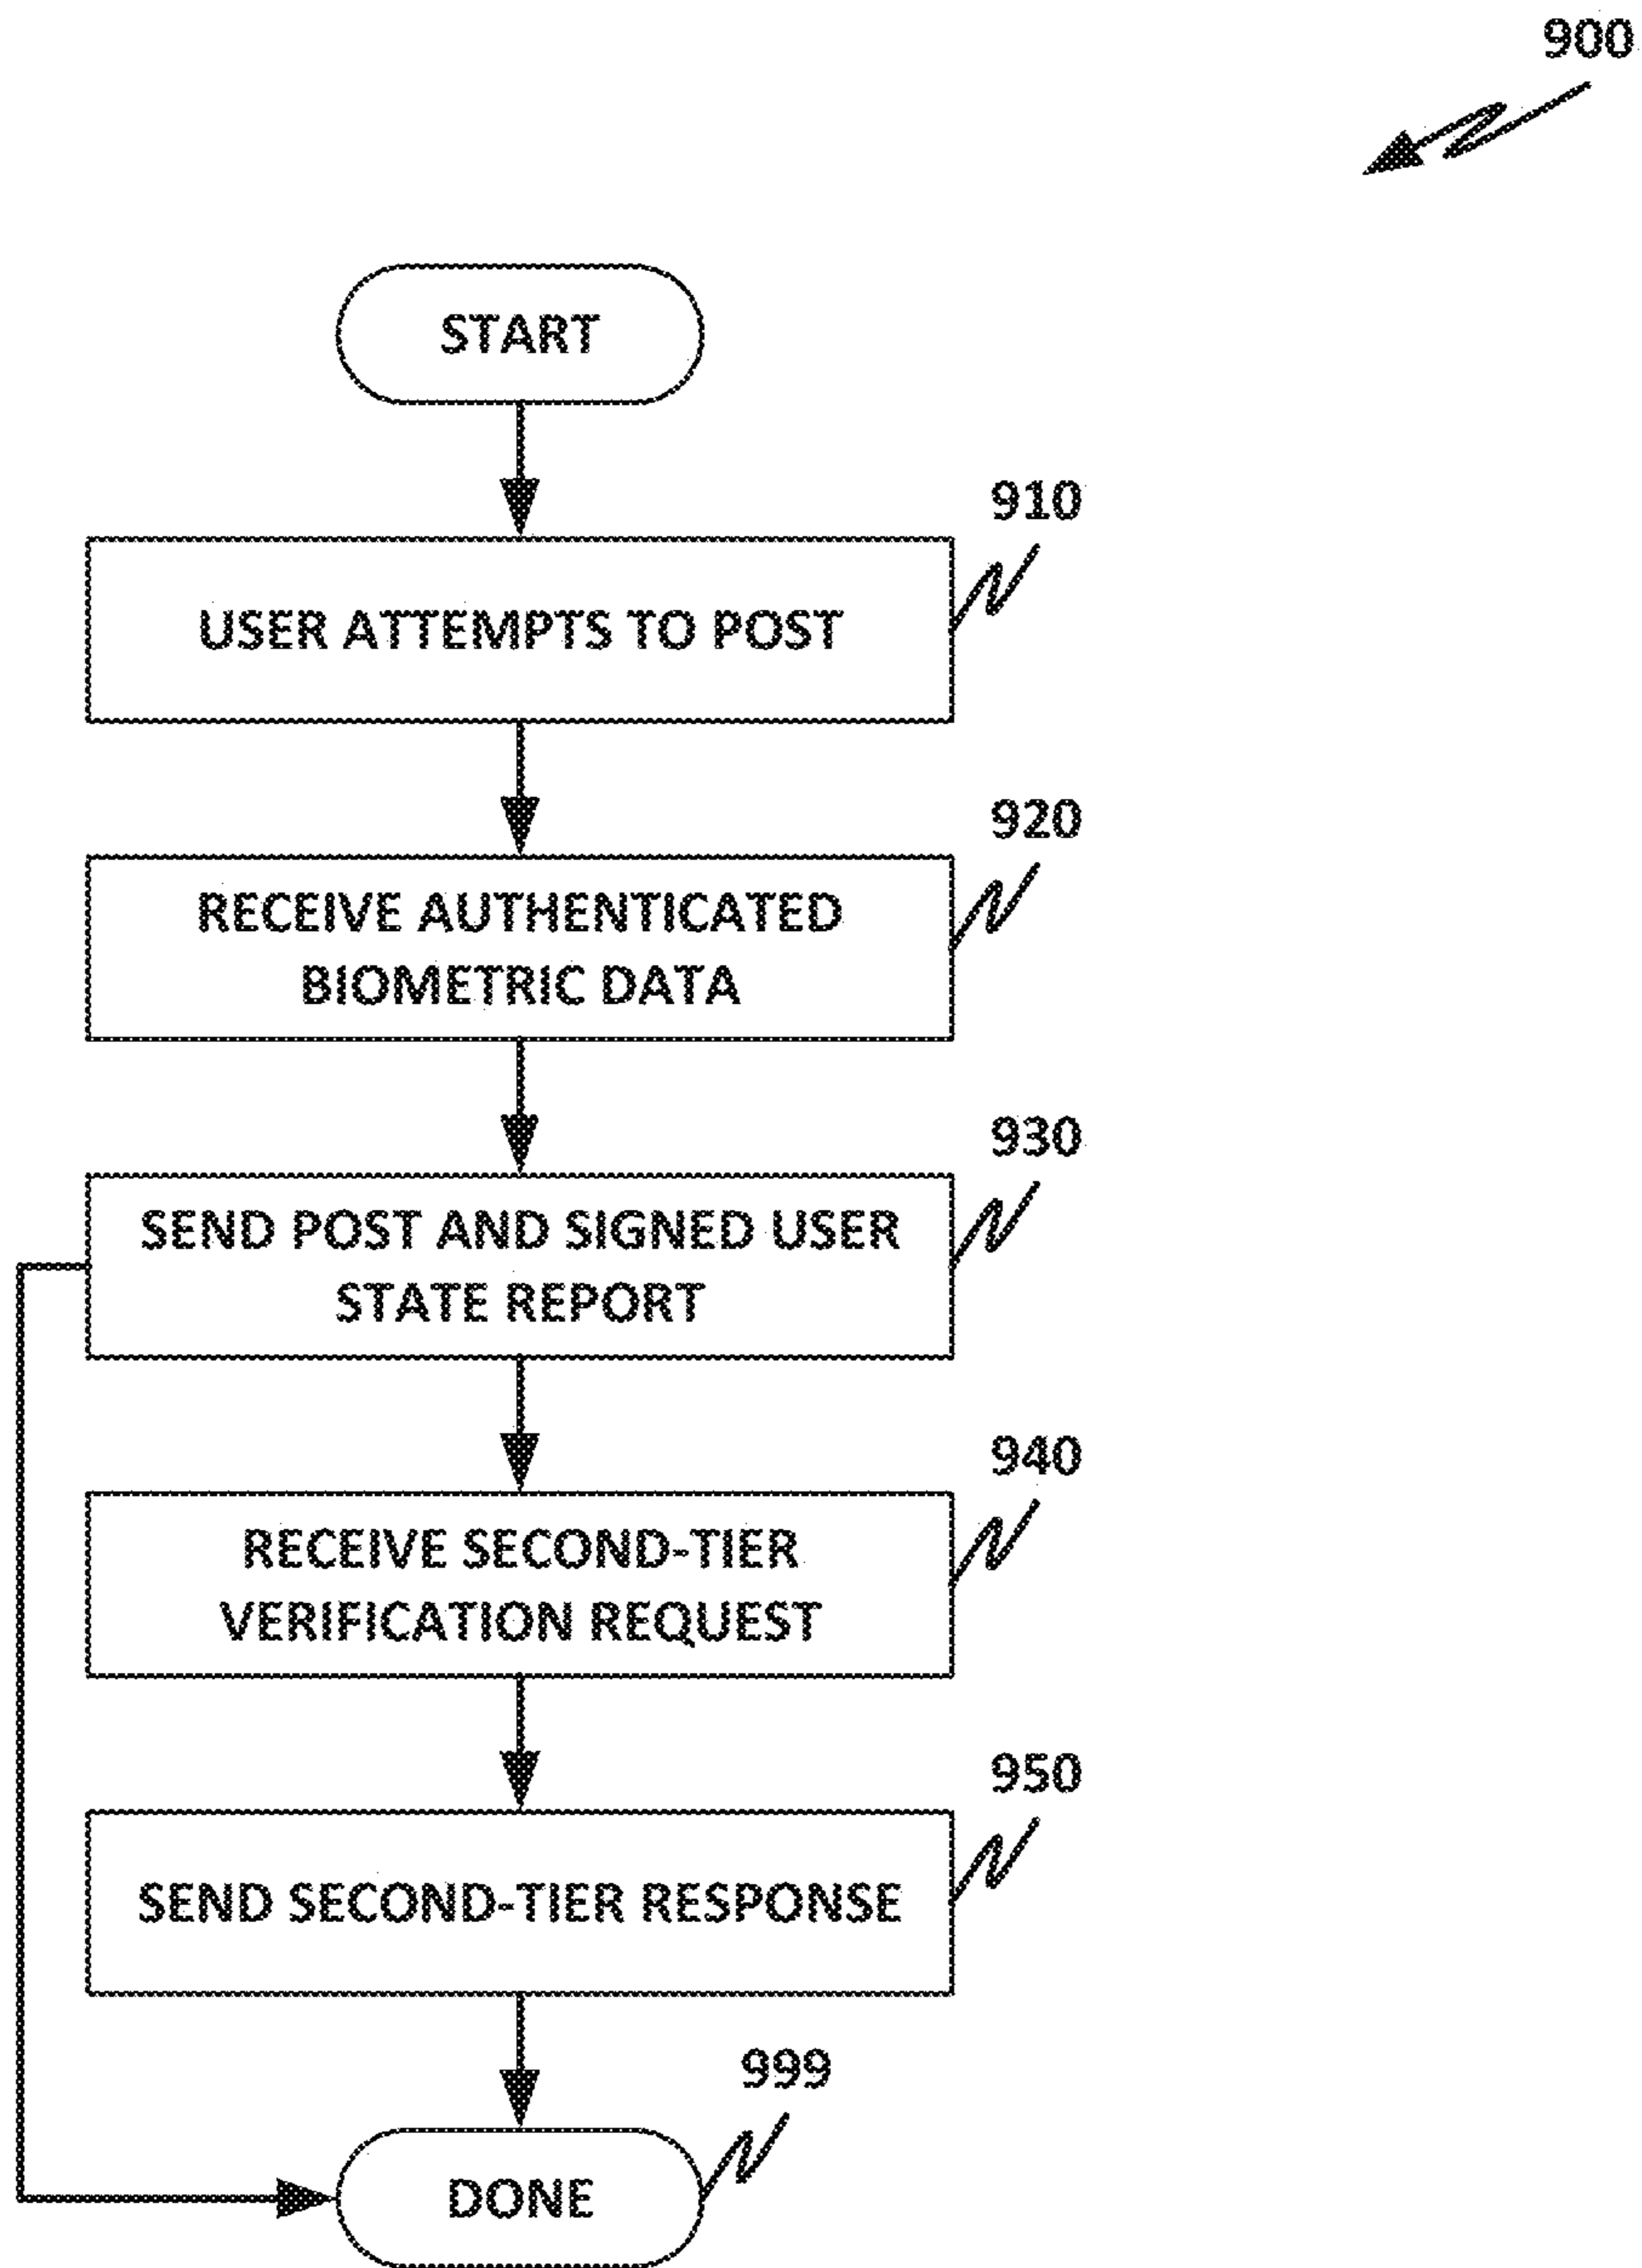 900
START
910
USER ATTEMPTS TO POST
920
RECEIVE AUTHENTICATED
BIOMETRIC DATA
930
SEND POST AND SIGNED USER
STATE REPORT
940
RECEIVE SECOND-TIER
VERIFICATION REQUEST
950
SEND SECOND-TIER RESPONSE
999
DONE